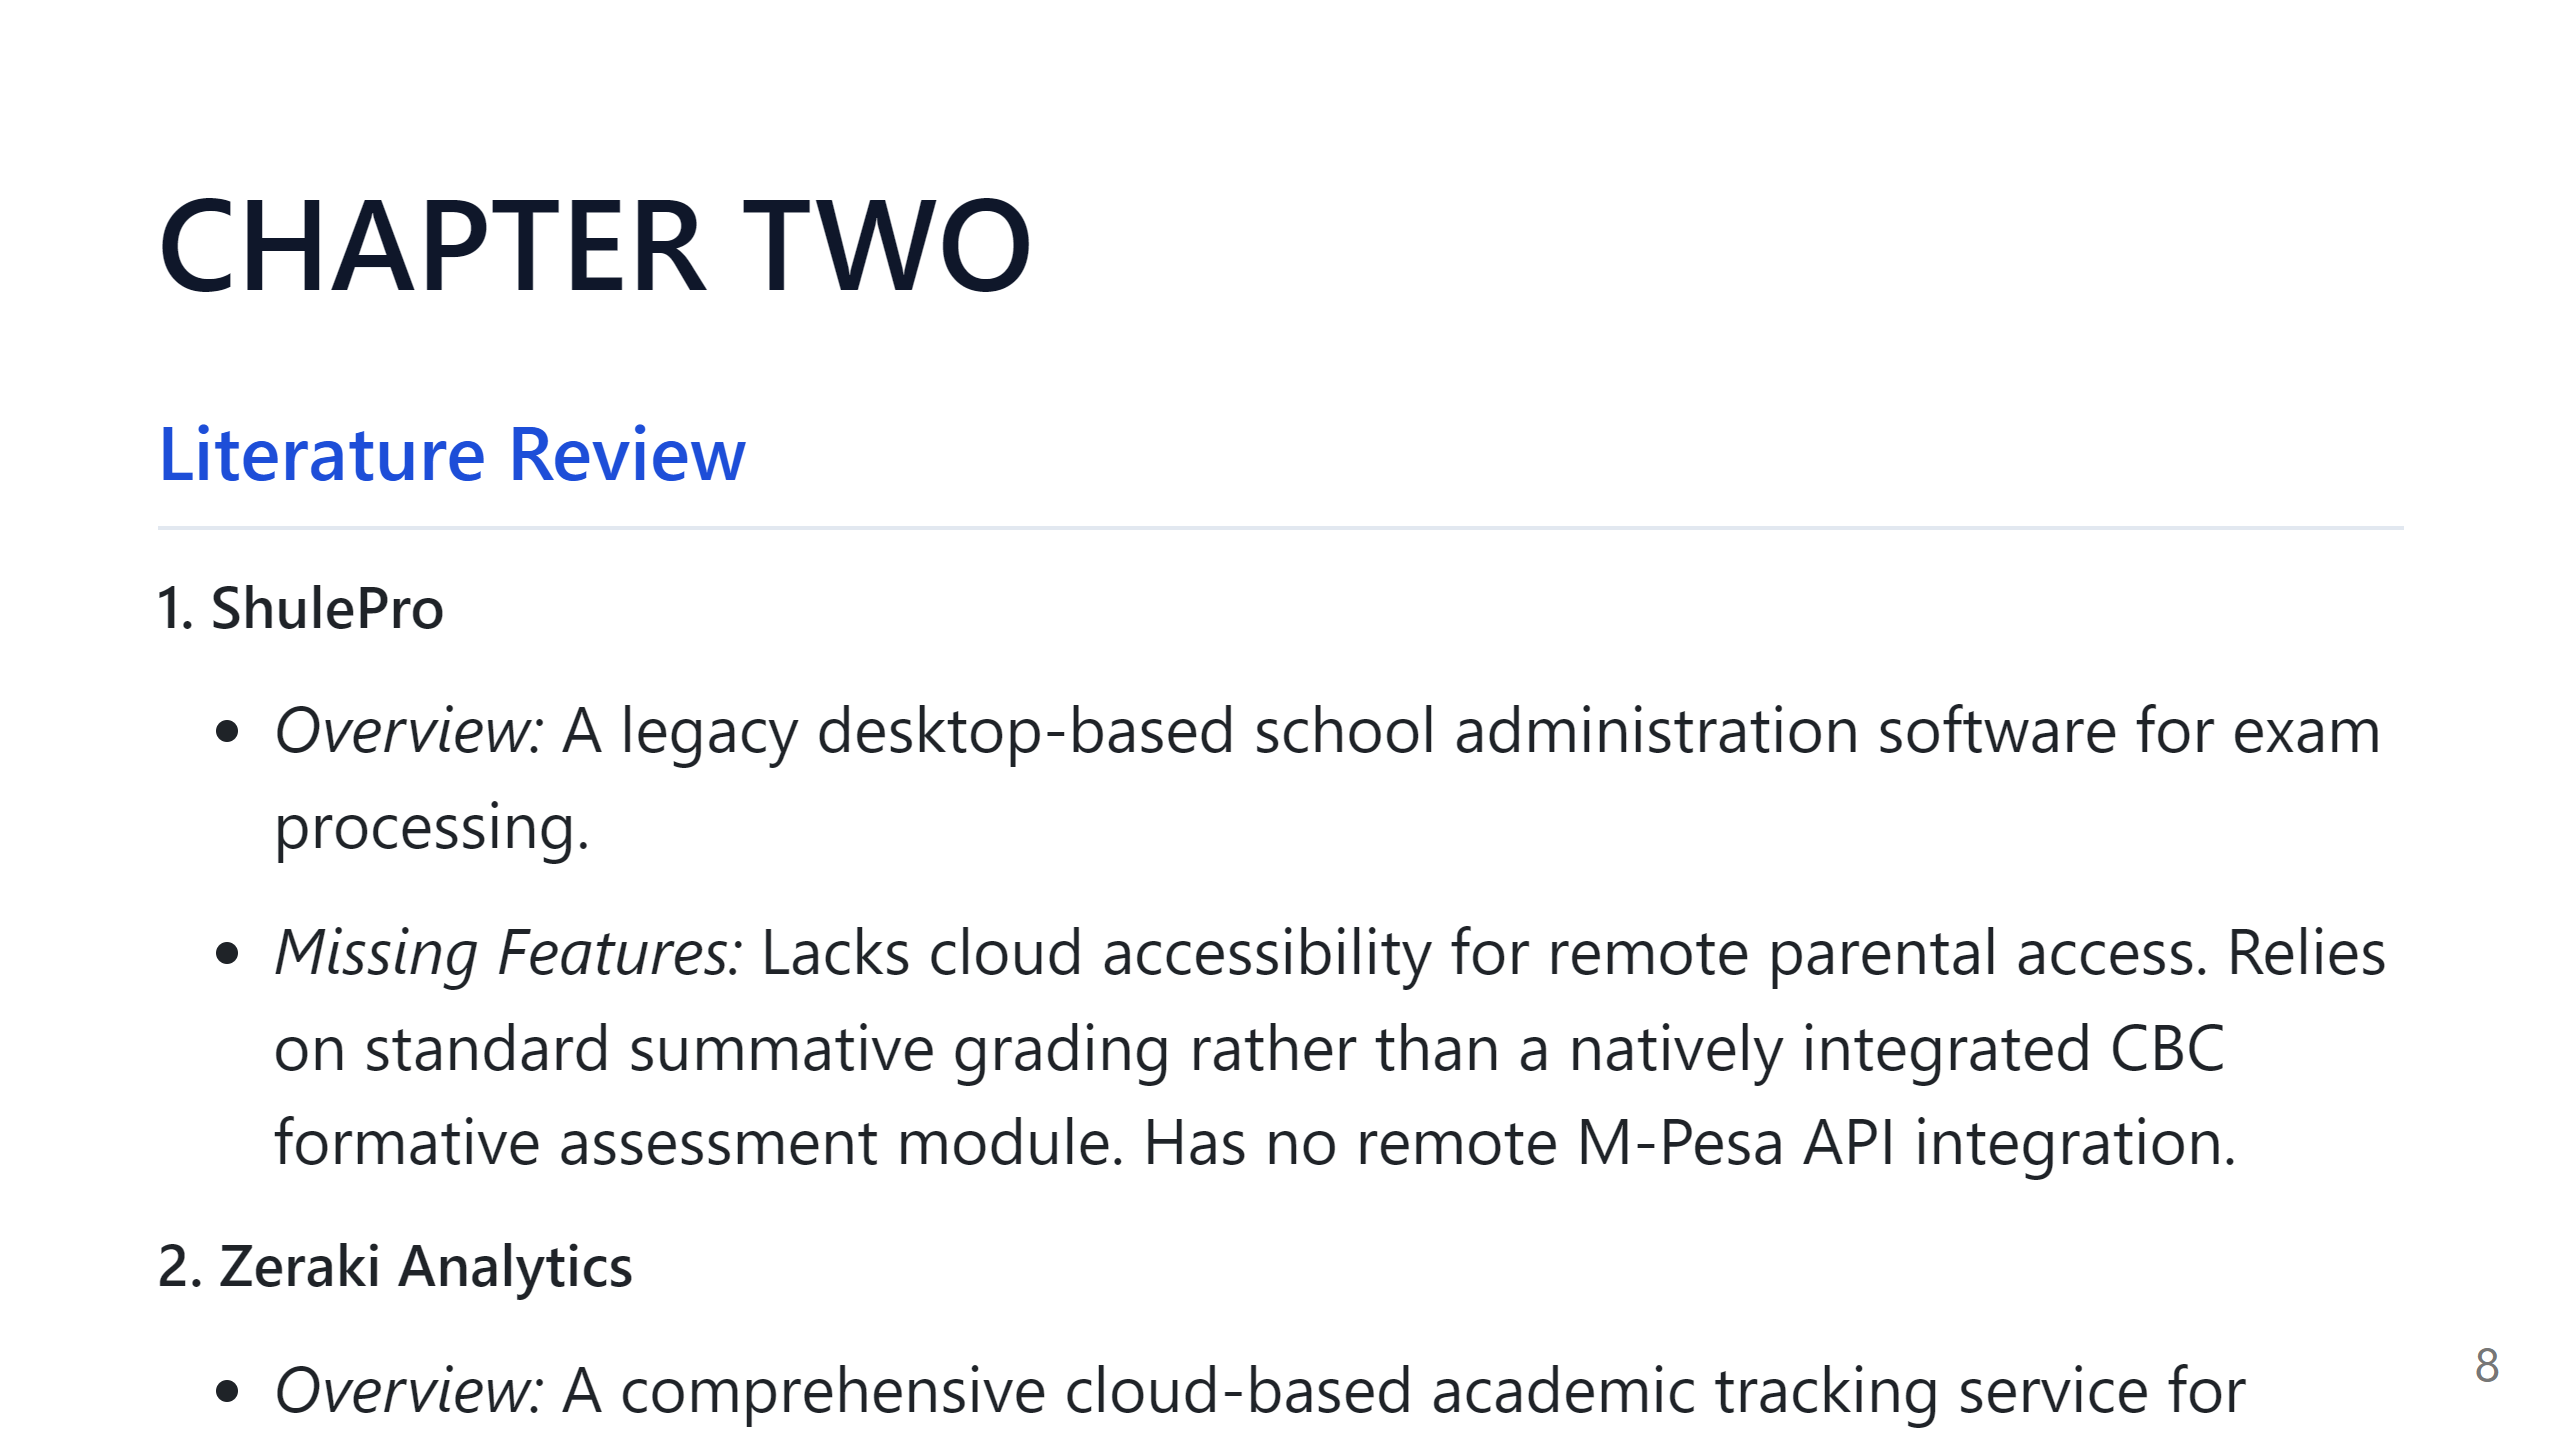 CHAPTER TWO
Literature Review
1. ShulePro
• Overview: A legacy desktop-based school administration software for exam
processing.
• Missing Features: Lacks cloud accessibility for remote parental access. Relies
on standard summative grading rather than a natively integrated CBC
formative assessment module. Has no remote M-Pesa API integration.
2. Zeraki Analytics
• Overview: A comprehensive cloud-based academic tracking service for
8